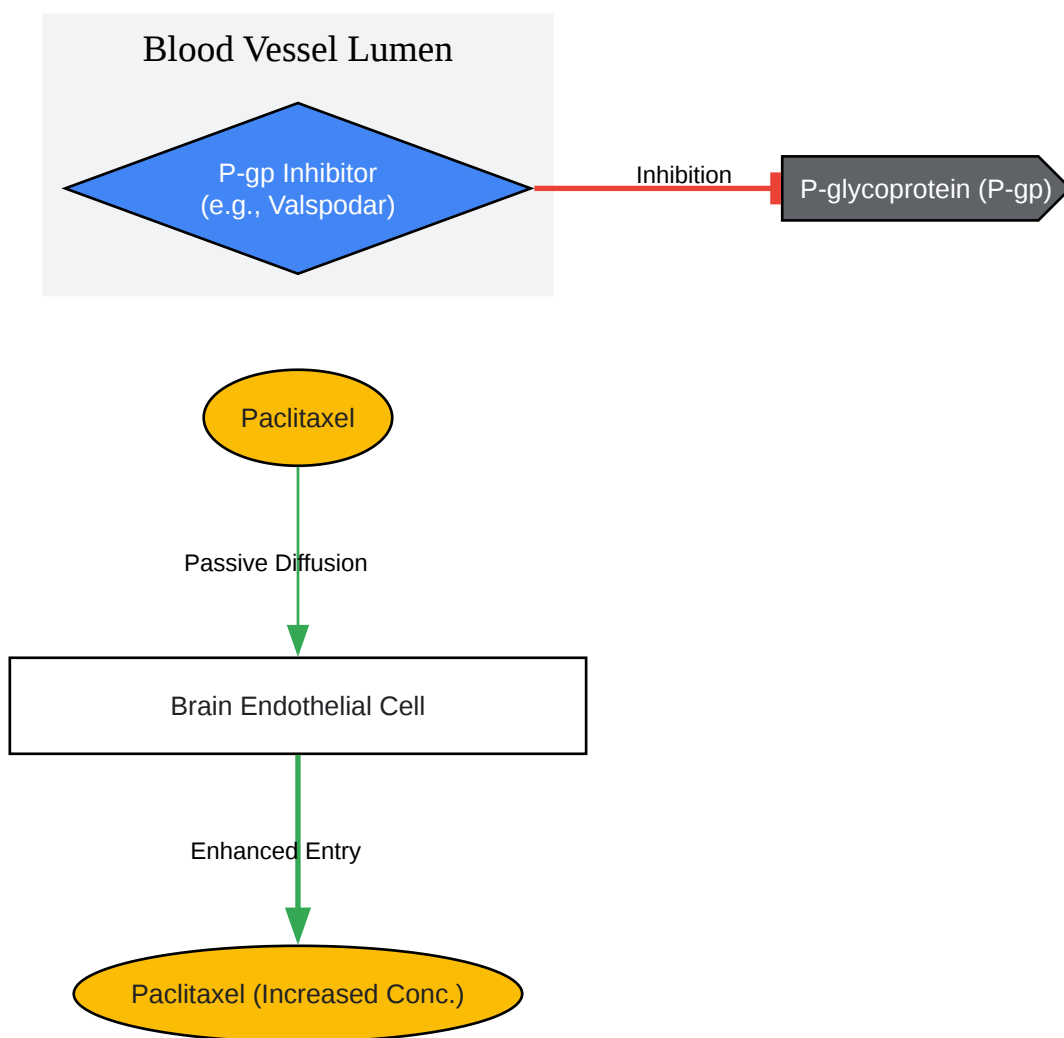 Blood Vessel Lumen
P-gp Inhibitor
(e.g., Valspodar)
Inhibition
P-glycoprotein (P-gp)
Paclitaxel
Passive Diffusion
Brain Endothelial Cell
Enhanced Entry
Paclitaxel (Increased Conc.)